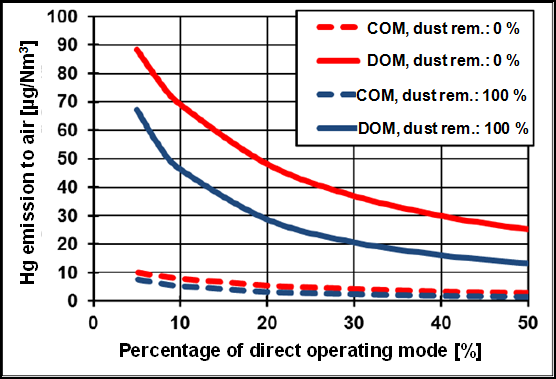 Hg emission to air [µg/Nm³]
100
90
80
70
60
50
40
30
20
10
0
COM, dust rem.: 0 %
DOM, dust rem.: 0 %
COM, dust rem.: 100 %
DOM, dust rem.: 100 %
0 10 20 30 40 50
Percentage of direct operating mode [%]